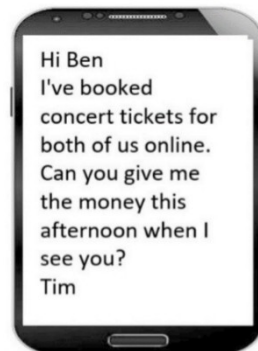 Hi Ben
I've booked
concert tickets for
both of us online.
Can you give me
the money this
afternoon when I
see you?
Tim